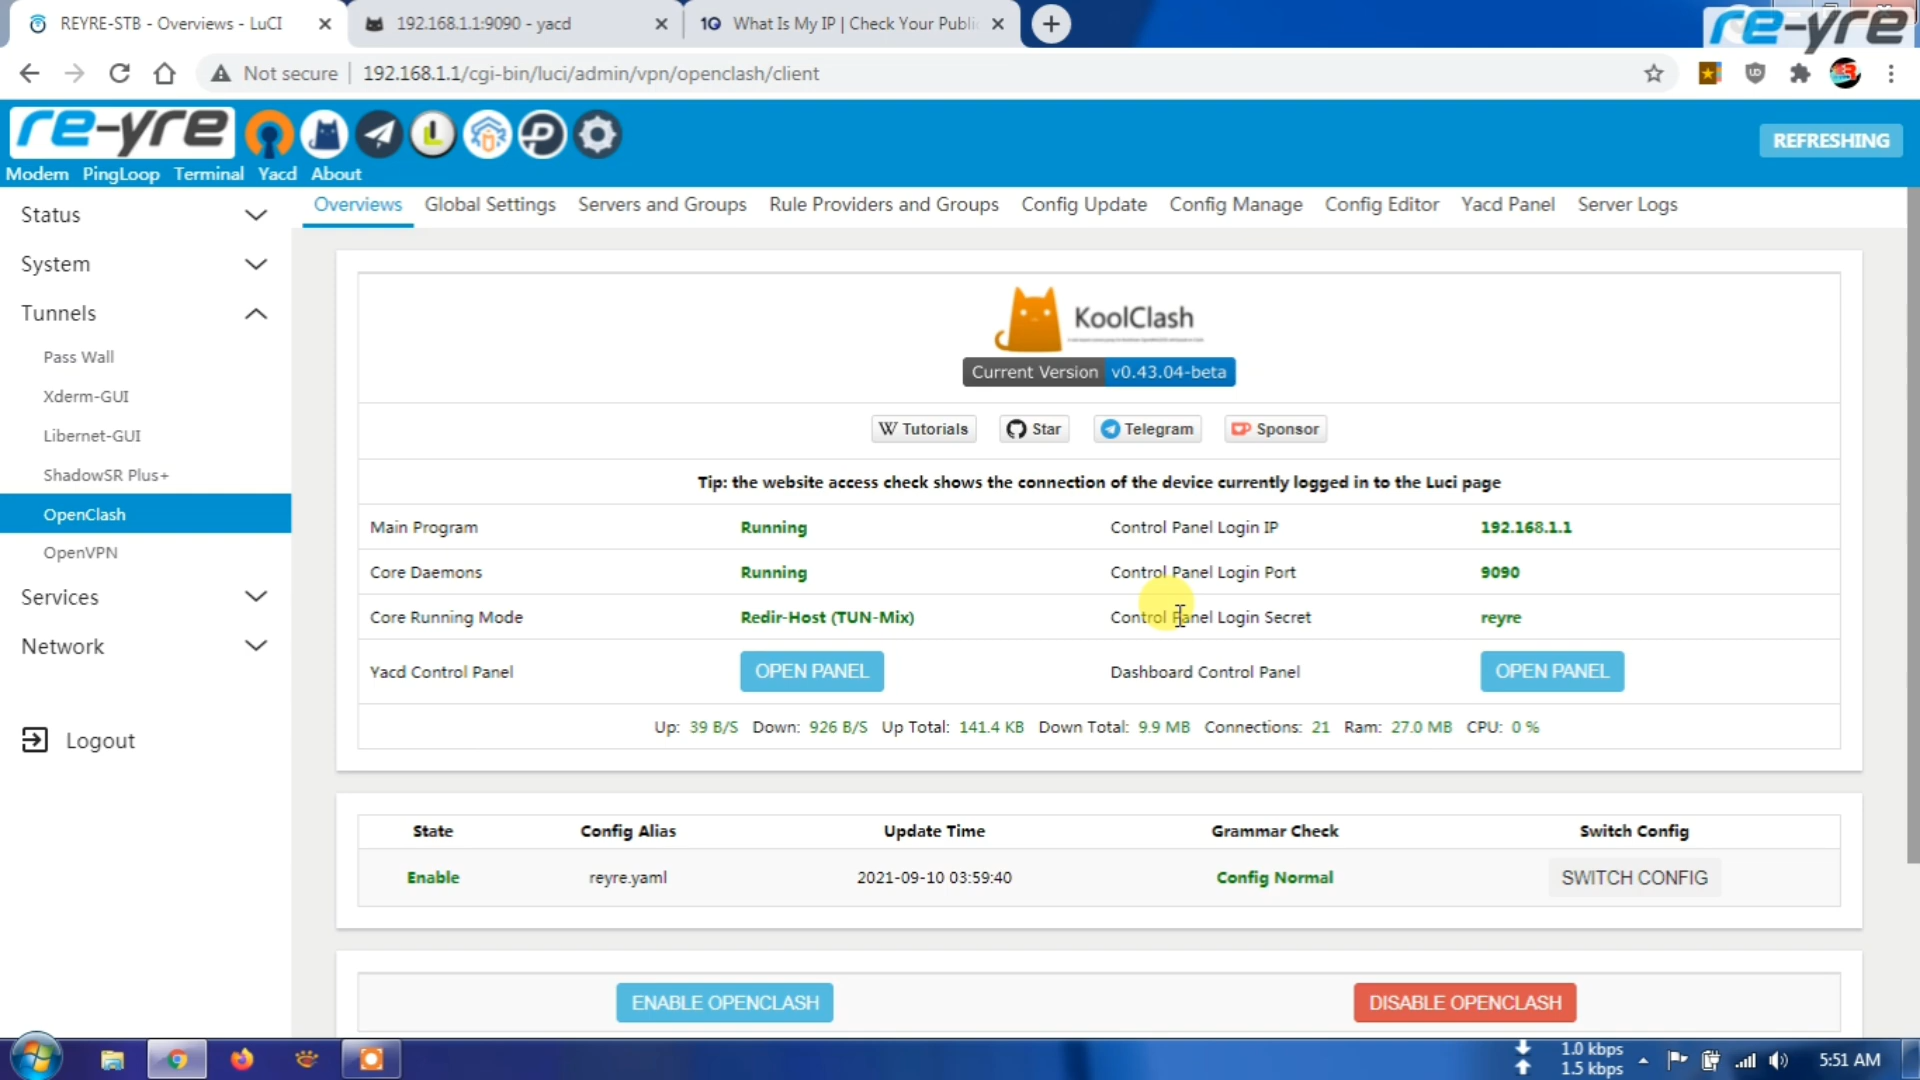 REYRE-STB - Overviews - LuCI
192.168.1.1:9090 - yacd
1Q What Is My IP | Check Your Publi
re-yre
Not secure | 192.168.1.1/cgi-bin/luci/admin/vpn/openclash/client
re-yre
REFRESHING
Modem PingLoop Terminal Yacd About
Status
System
Tunnels
Pass Wall
Xderm-GUI
Libernet-GUI
ShadowSR Plus+
OpenClash
OpenVPN
Services
Network
Logout
Overviews Global Settings Servers and Groups Rule Providers and Groups Config Update Config Manage Config Editor Yacd Panel Server Logs
KoolClash
Current Version v0.43.04-beta
Tutorials Star Telegram Sponsor
Tip: the website access check shows the connection of the device currently logged in to the Luci page
Main Program Running Control Panel Login IP 192.168.1.1
Core Daemons Running Control Panel Login Port 9090
Core Running Mode Redir-Host (TUN-Mix) Control Panel Login Secret reyre
Yacd Control Panel OPEN PANEL Dashboard Control Panel OPEN PANEL
Up: 39 B/S Down: 926 B/S Up Total: 141.4 KB Down Total: 9.9 MB Connections: 21 Ram: 27.0 MB CPU: 0 %
State Config Alias Update Time Grammar Check Switch Config
Enable reyre.yaml 2021-09-10 03:59:40 Config Normal SWITCH CONFIG
ENABLE OPENCLASH DISABLE OPENCLASH
1.0 kbps
1.5 kbps
5:51 AM